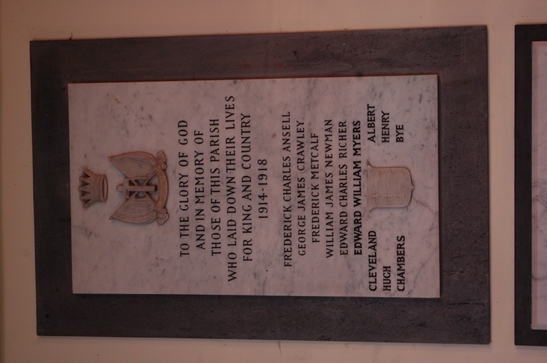 TO THE GLORY OF GOD
AND IN MEMORY OF
THOSE OF THIS PARISH
WHO LAID DOWN THEIR LIVES
FOR KING AND COUNTRY
1914-1918
FREDERICK CHARLES ANSELL
GEORGE JAMES CRAWLEY
FREDERICK METCALF
WILLIAM JAMES NEWMAN
EDWARD CHARLES RICHER
EDWARD WILLIAM MYERS
CLEVELAND
HUGH
CHAMBERS
ALBERT
HENRY
BYE